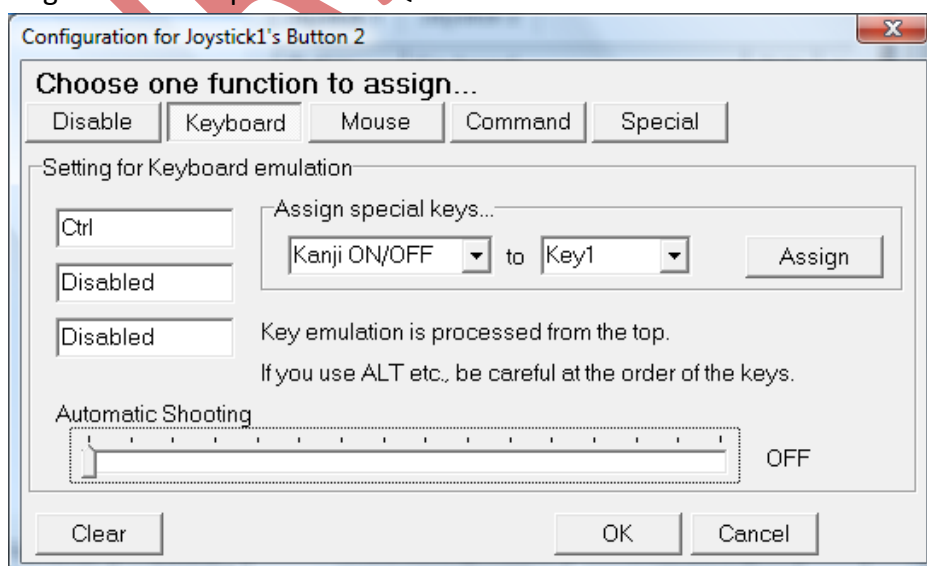 Configuration for Joystick1's Button 2
Choose one function to assign...
Disable Keyboard Mouse Command Special
Setting for Keyboard emulation
Ctrl
Disabled
Disabled
Assign special keys...
Kanji ON/OFF to Key1 Assign
Key emulation is processed from the top.
If you use ALT etc., be careful at the order of the keys.
Automatic Shooting
OFF
Clear OK Cancel